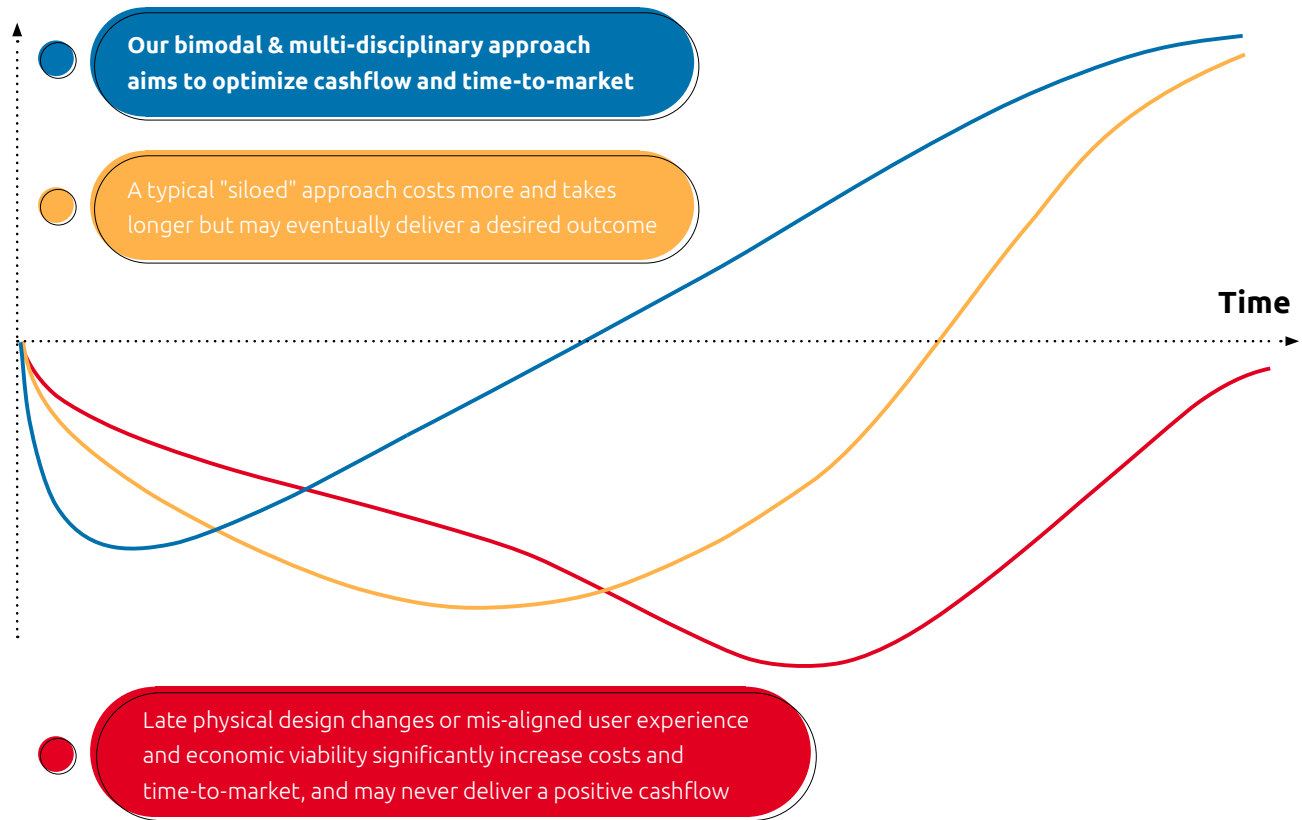 Our bimodal & multi-disciplinary approach
aims to optimize cashflow and time-to-market
A typical "siloed" approach costs more and takes
longer but may eventually deliver a desired outcome
Time
Late physical design changes or mis-aligned user experience
and economic viability significantly increase costs and
time-to-market, and may never deliver a positive cashflow